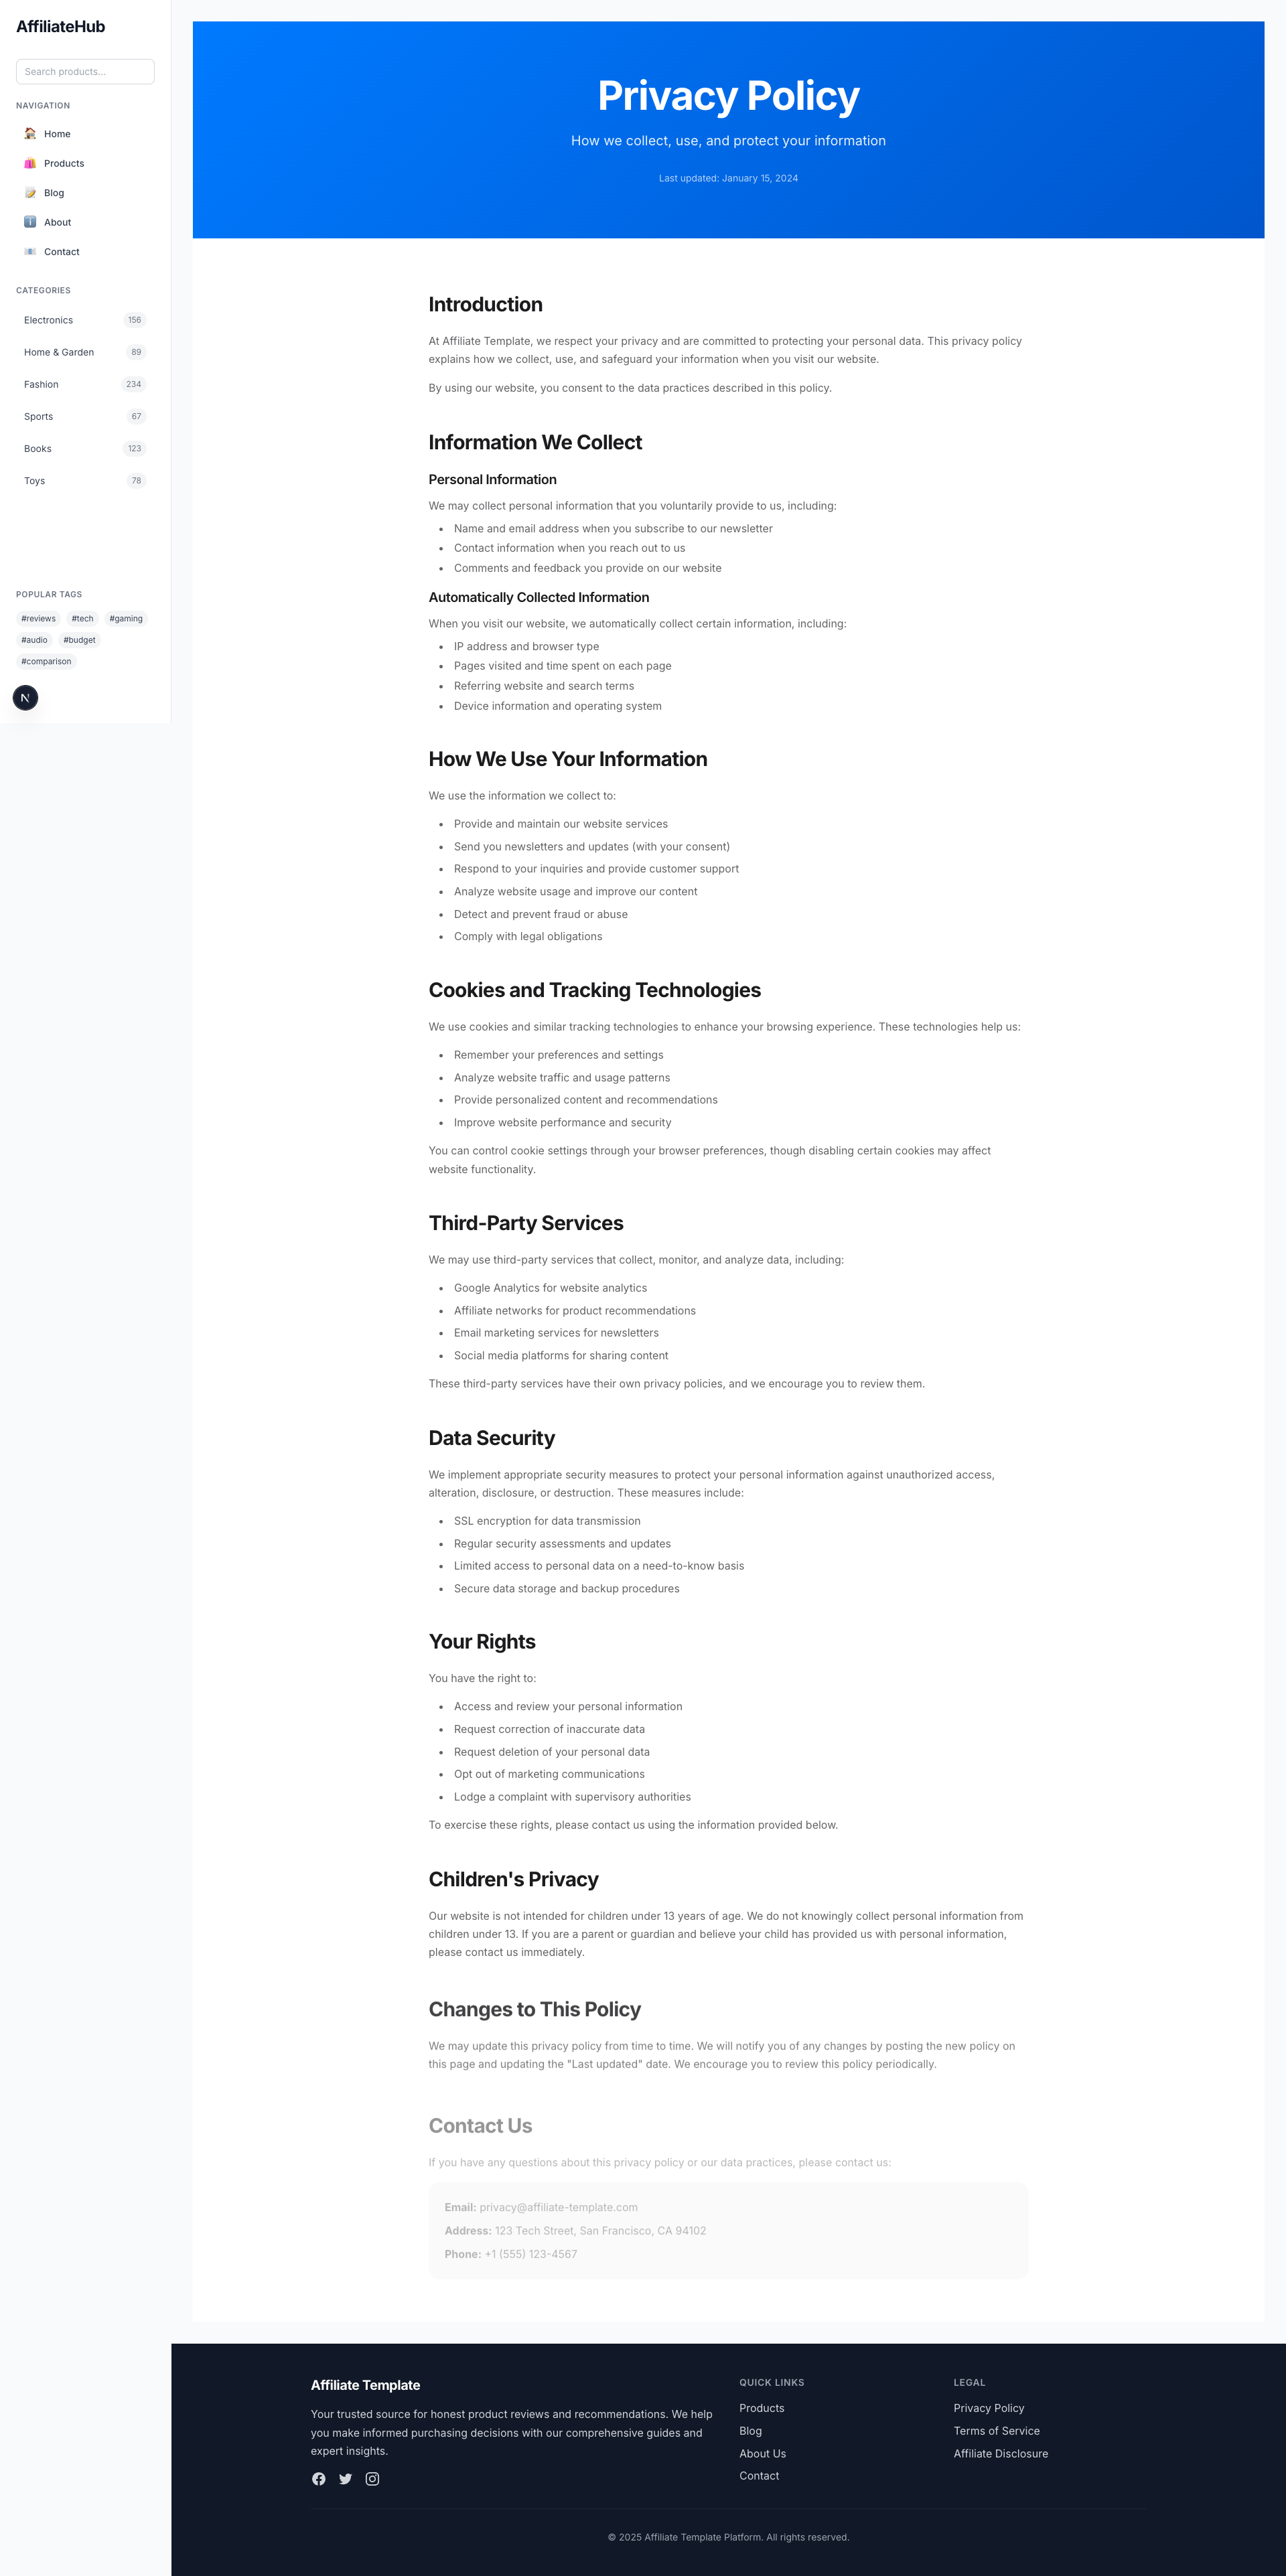 AffiliateHub
Search products...
NAVIGATION
Home
Products
Blog
About
Contact
CATEGORIES
Electronics 156
Home & Garden 89
Fashion 234
Sports 67
Books 123
Toys 78
POPULAR TAGS
#reviews #tech #gaming
#audio #budget
#comparison
N
Privacy Policy
How we collect, use, and protect your information
Last updated: January 15, 2024
Introduction
At Affiliate Template, we respect your privacy and are committed to protecting your personal data. This privacy policy
explains how we collect, use, and safeguard your information when you visit our website.
By using our website, you consent to the data practices described in this policy.
Information We Collect
Personal Information
We may collect personal information that you voluntarily provide to us, including:
• Name and email address when you subscribe to our newsletter
• Contact information when you reach out to us
• Comments and feedback you provide on our website
Automatically Collected Information
When you visit our website, we automatically collect certain information, including:
• IP address and browser type
• Pages visited and time spent on each page
• Referring website and search terms
• Device information and operating system
How We Use Your Information
We use the information we collect to:
• Provide and maintain our website services
• Send you newsletters and updates (with your consent)
• Respond to your inquiries and provide customer support
• Analyze website usage and improve our content
• Detect and prevent fraud or abuse
• Comply with legal obligations
Cookies and Tracking Technologies
We use cookies and similar tracking technologies to enhance your browsing experience. These technologies help us:
• Remember your preferences and settings
• Analyze website traffic and usage patterns
• Provide personalized content and recommendations
• Improve website performance and security
You can control cookie settings through your browser preferences, though disabling certain cookies may affect
website functionality.
Third-Party Services
We may use third-party services that collect, monitor, and analyze data, including:
• Google Analytics for website analytics
• Affiliate networks for product recommendations
• Email marketing services for newsletters
• Social media platforms for sharing content
These third-party services have their own privacy policies, and we encourage you to review them.
Data Security
We implement appropriate security measures to protect your personal information against unauthorized access,
alteration, disclosure, or destruction. These measures include:
• SSL encryption for data transmission
• Regular security assessments and updates
• Limited access to personal data on a need-to-know basis
• Secure data storage and backup procedures
Your Rights
You have the right to:
• Access and review your personal information
• Request correction of inaccurate data
• Request deletion of your personal data
• Opt out of marketing communications
• Lodge a complaint with supervisory authorities
To exercise these rights, please contact us using the information provided below.
Children's Privacy
Our website is not intended for children under 13 years of age. We do not knowingly collect personal information from
children under 13. If you are a parent or guardian and believe your child has provided us with personal information,
please contact us immediately.
Changes to This Policy
We may update this privacy policy from time to time. We will notify you of any changes by posting the new policy on
this page and updating the "Last updated" date. We encourage you to review this policy periodically.
Contact Us
If you have any questions about this privacy policy or our data practices, please contact us:
Email: privacy@affiliate-template.com
Address: 123 Tech Street, San Francisco, CA 94102
Phone: +1 (555) 123-4567
Affiliate Template
Your trusted source for honest product reviews and recommendations. We help
you make informed purchasing decisions with our comprehensive guides and
expert insights.
QUICK LINKS
Products
Blog
About Us
Contact
LEGAL
Privacy Policy
Terms of Service
Affiliate Disclosure
© 2025 Affiliate Template Platform. All rights reserved.